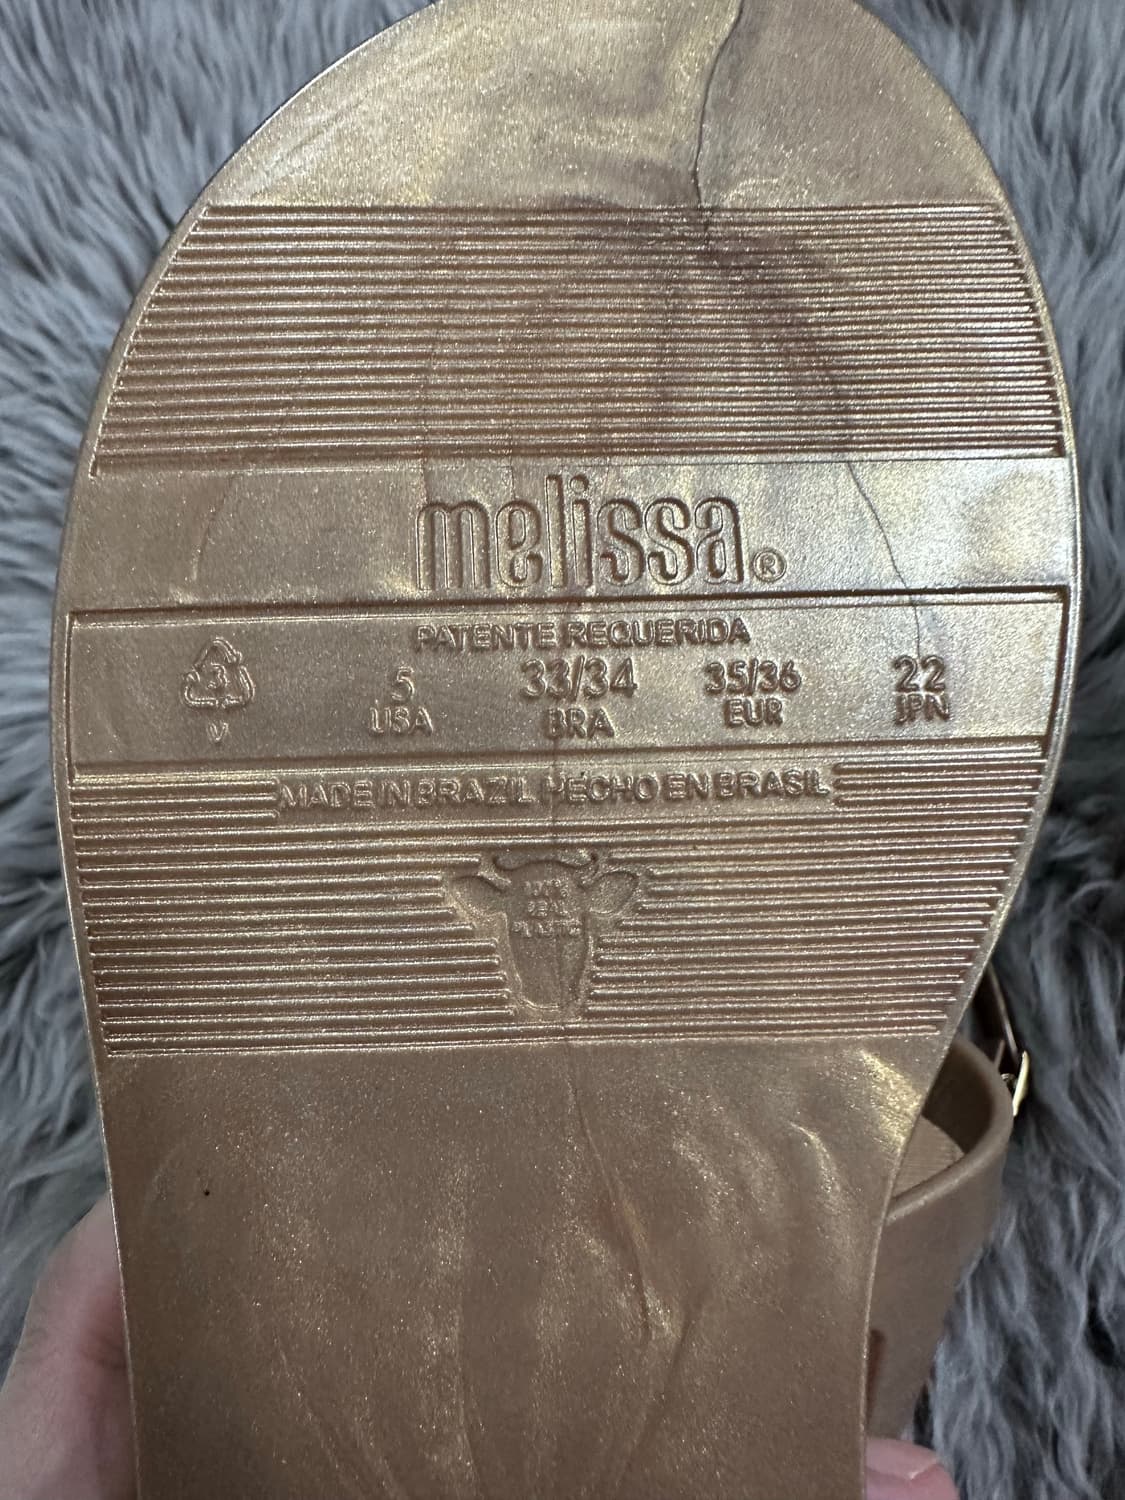 melissa®
PATENTE REQUERIDA
3 5 33/34 35/36 22
V USA BRA EUR JPN
MADE IN BRAZIL HECHO EN BRASIL
PLASTIC